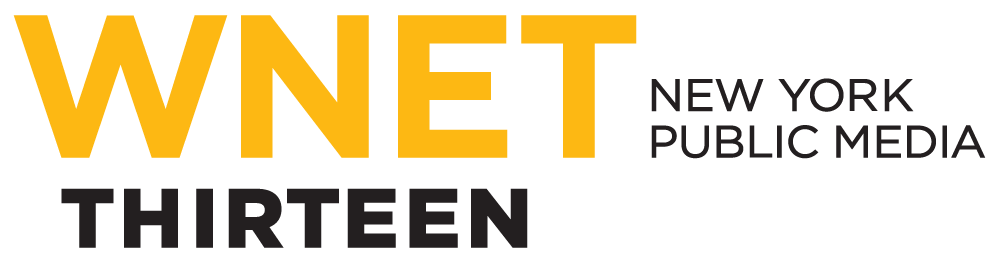 WNET
NEW YORK
PUBLIC MEDIA
THIRTEEN